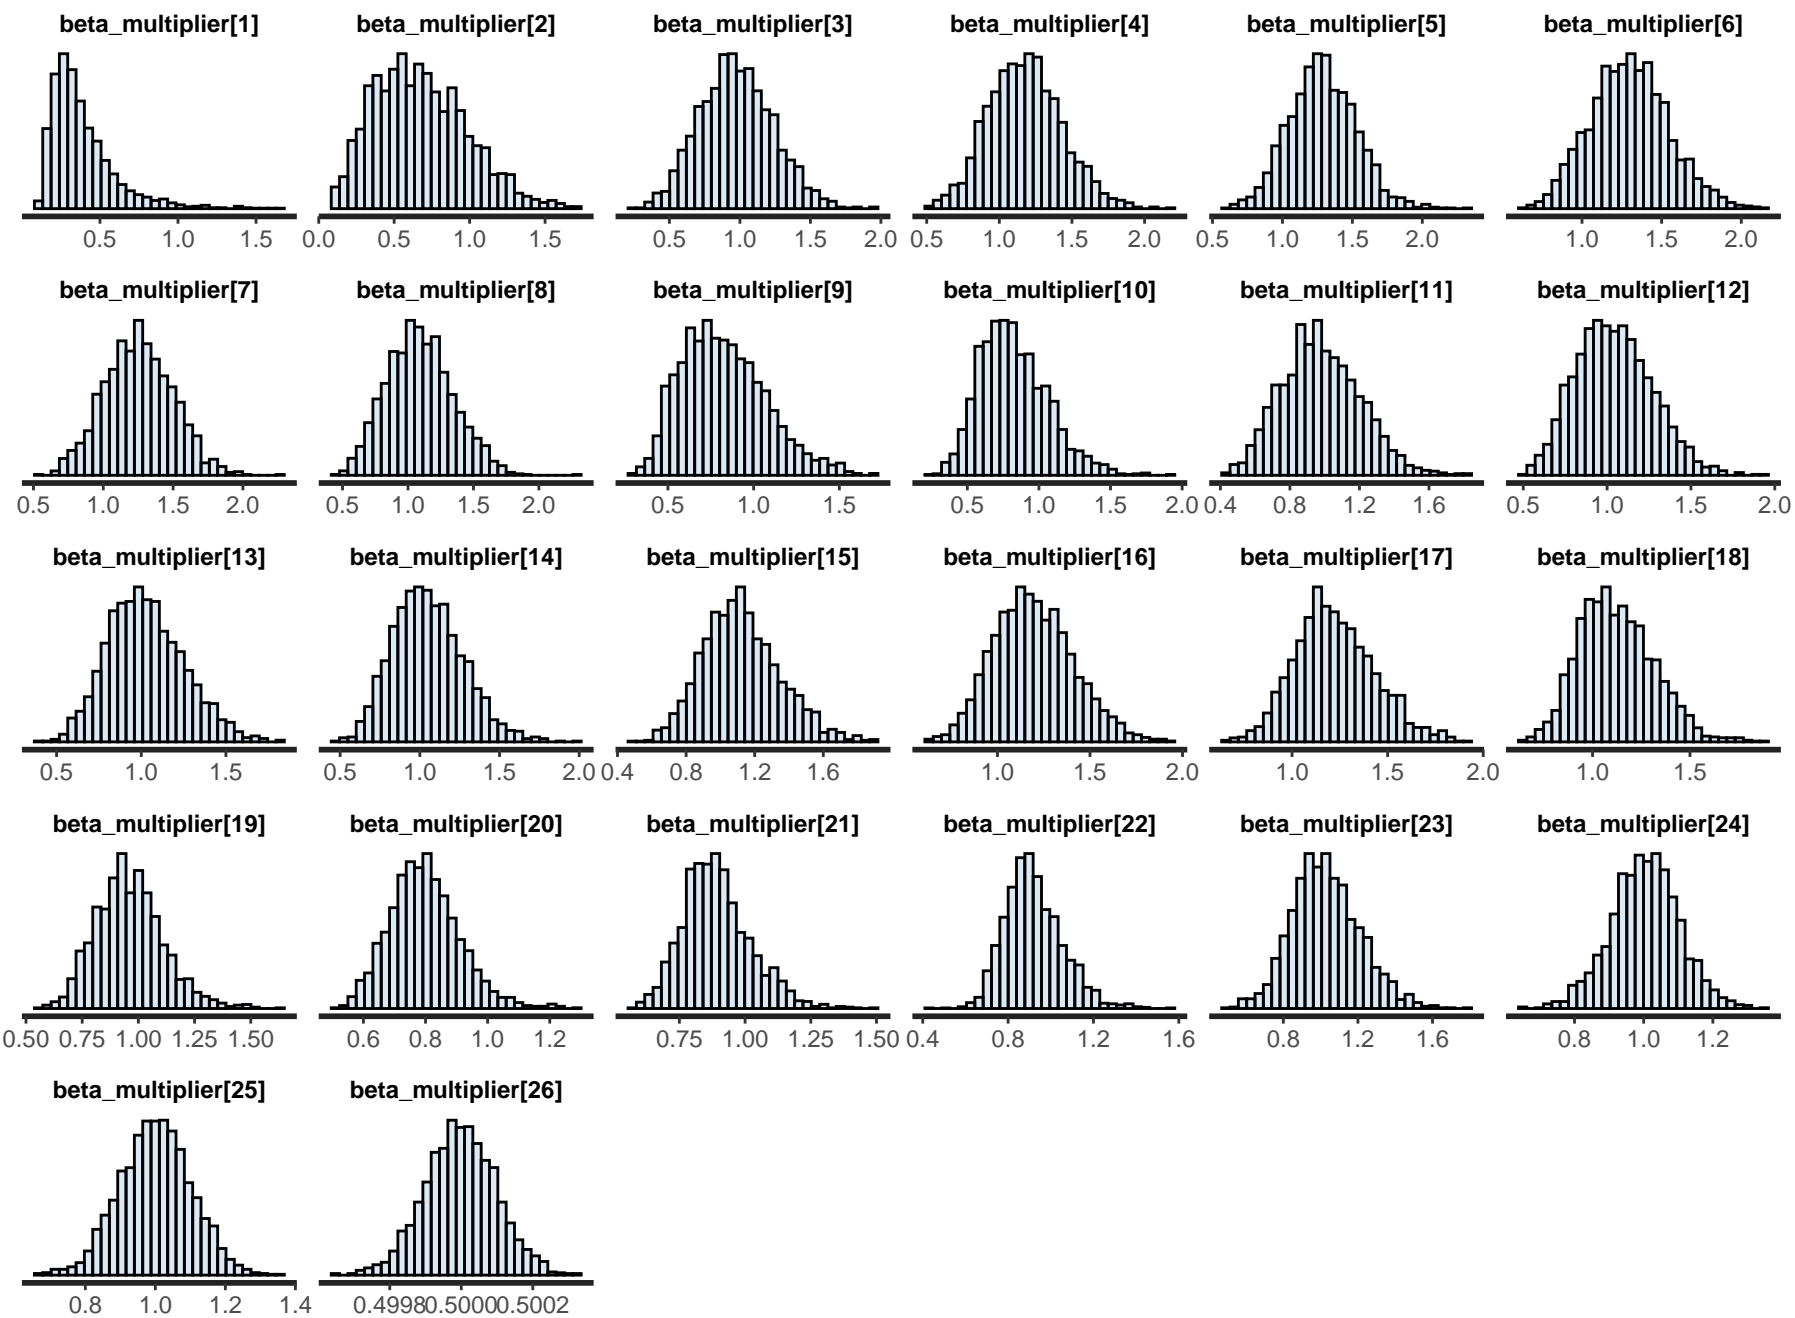 beta_multiplier[1] beta_multiplier[2] beta_multiplier[3] beta_multiplier[4] beta_multiplier[5] beta_multiplier[6]
0.5 1.0 1.5 0.0 0.5 1.0 1.5 0.5 1.0 1.5 2.0 0.5 1.0 1.5 2.0 0.5 1.0 1.5 2.0 1.0 1.5 2.0
beta_multiplier[7] beta_multiplier[8] beta_multiplier[9] beta_multiplier[10] beta_multiplier[11] beta_multiplier[12]
0.5 1.0 1.5 2.0 0.5 1.0 1.5 2.0 0.5 1.0 1.5 0.5 1.0 1.5 2.0 0.4 0.8 1.2 1.6 0.5 1.0 1.5 2.0
beta_multiplier[13] beta_multiplier[14] beta_multiplier[15] beta_multiplier[16] beta_multiplier[17] beta_multiplier[18]
0.5 1.0 1.5 0.5 1.0 1.5 2.0 0.4 0.8 1.2 1.6 1.0 1.5 2.0 1.0 1.5 2.0 1.0 1.5
beta_multiplier[19] beta_multiplier[20] beta_multiplier[21] beta_multiplier[22] beta_multiplier[23] beta_multiplier[24]
0.50 0.75 1.00 1.25 1.50 0.6 0.8 1.0 1.2 0.75 1.00 1.25 1.50 0.4 0.8 1.2 1.6 0.8 1.2 1.6 0.8 1.0 1.2
beta_multiplier[25] beta_multiplier[26]
0.8 1.0 1.2 1.4 0.4998 0.5000 0.5002